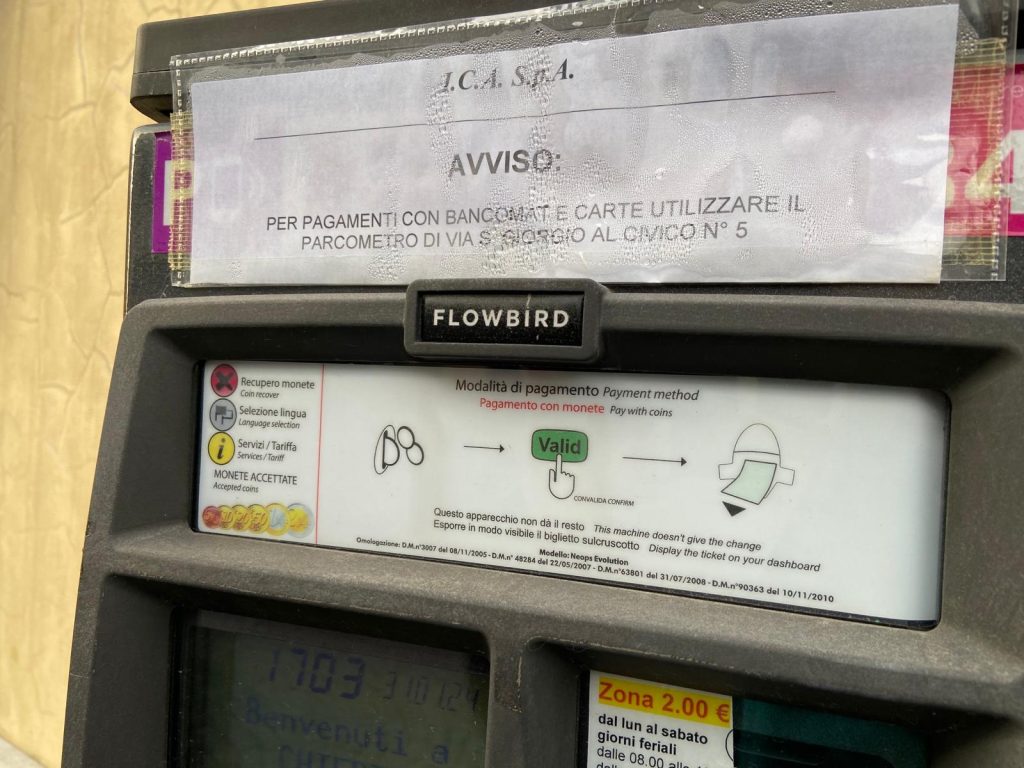 I.C.A. S.p.A.
AVVISO:
PER PAGAMENTI CON BANCOMAT E CARTE UTILIZZARE IL
PARCOMETRO DI VIA S. GIORGIO AL CIVICO N° 5
FLOWBIRD
Recupero monete
Coin recover
Selezione lingua
Language selection
Servizi / Tariffa
Services / Tariff
MONETE ACCETTATE
Accepted coins
Modalità di pagamento Payment method
Pagamento con monete Pay with coins
Valid
CONVALIDA CONFIRM
Questo apparecchio non dà il resto This machine doesn't give the change
Esporre in modo visibile il biglietto sulcruscotto Display the ticket on your dashboard
Modello: Neops Evolution
Omologazione: D.M.n°3007 del 08/11/2005 - D.M.n° 48284 del 22/05/2007 - D.M.n°63801 del 31/07/2008 - D.M.n°90363 del 10/11/2010
1703 310124
Benvenuti a
Zona 2.00 €
dal lun al sabato
giorni feriali
dalle 08.00 alle